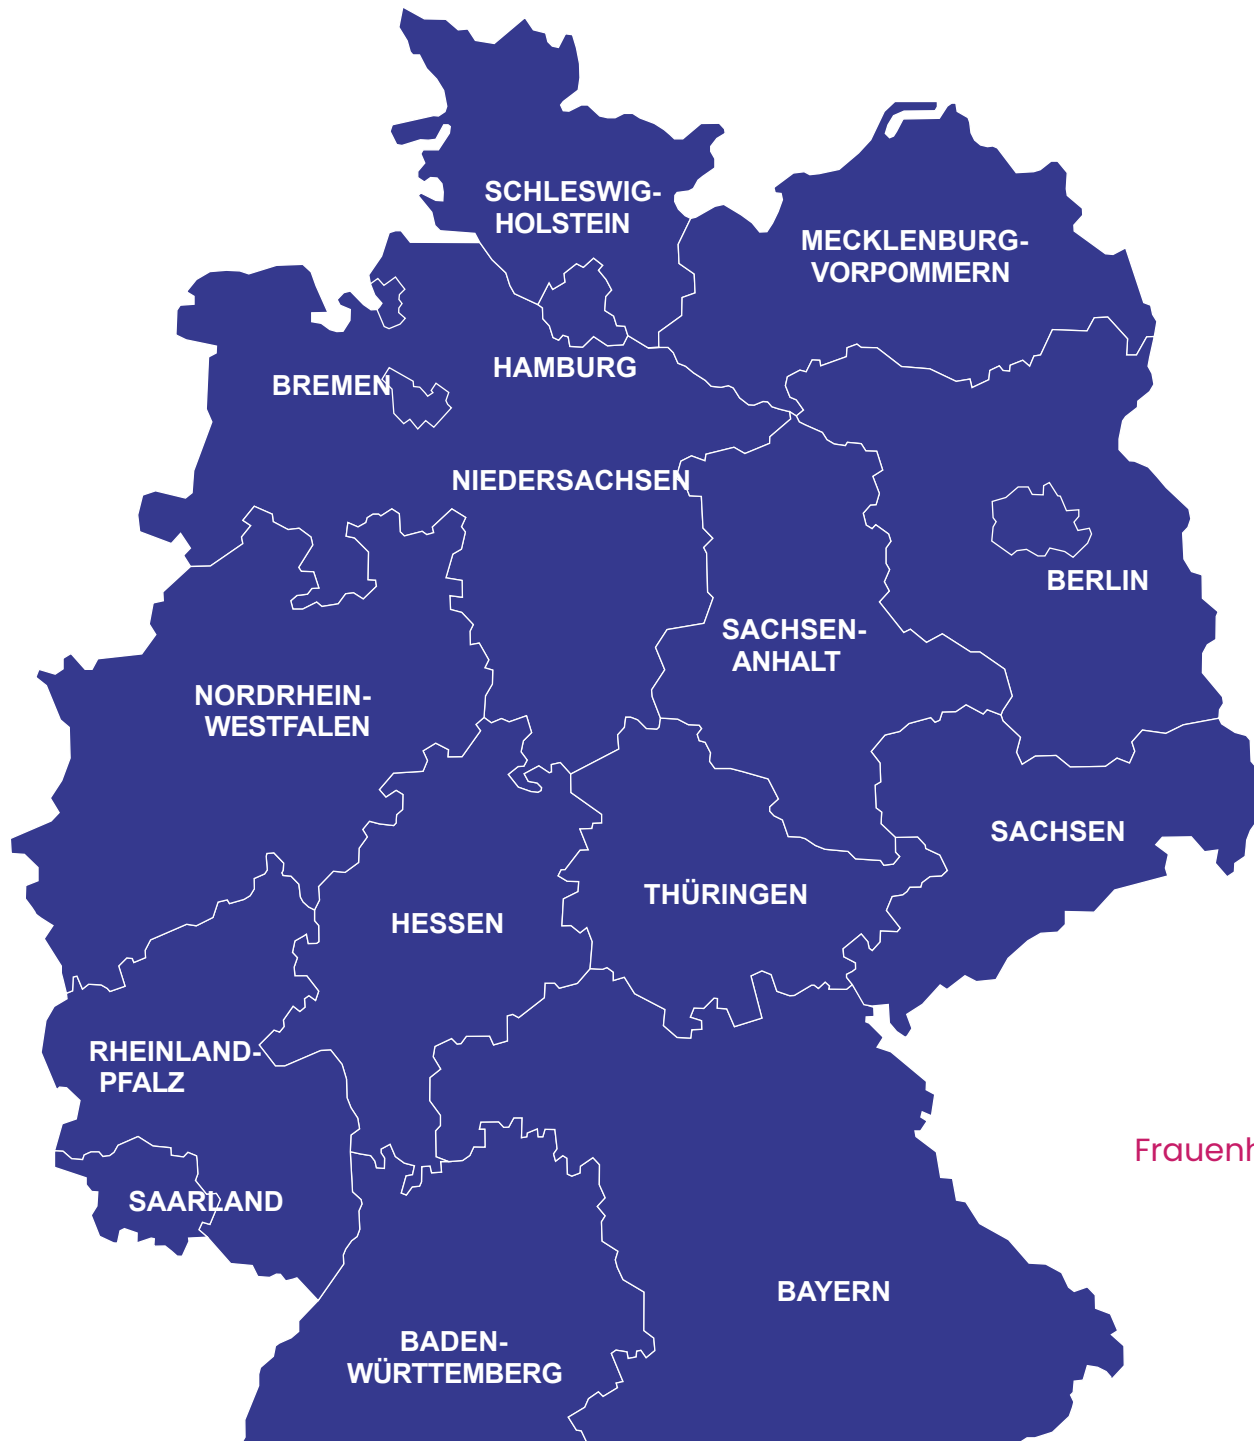 SCHLESWIG-
HOLSTEIN
MECKLENBURG-
VORPOMMERN
HAMBURG
BREMEN
NIEDERSACHSEN
BERLIN
SACHSEN-
ANHALT
NORDRHEIN-
WESTFALEN
SACHSEN
THÜRINGEN
HESSEN
RHEINLAND-
PFALZ
Frauenh
SAARLAND
BAYERN
BADEN-
WÜRTTEMBERG